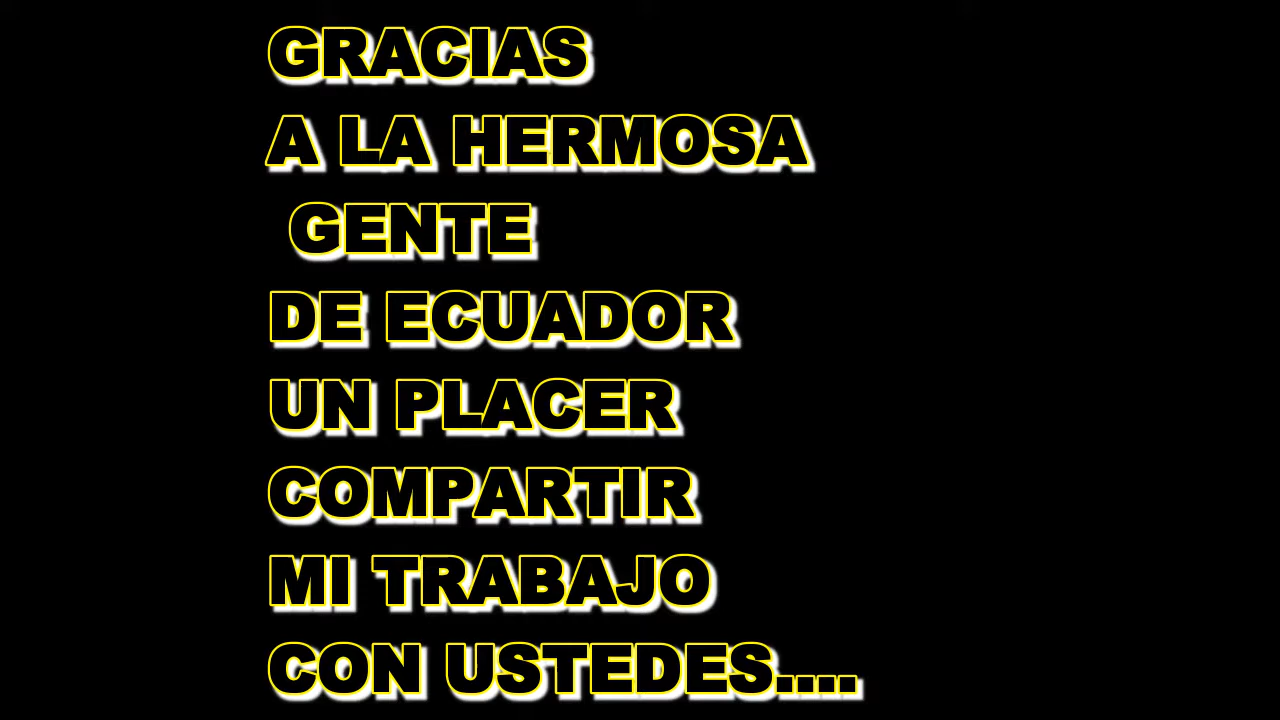 GRACIAS
A LA HERMOSA
GENTE
DE ECUADOR
UN PLACER
COMPARTIR
MI TRABAJO
CON USTEDES....